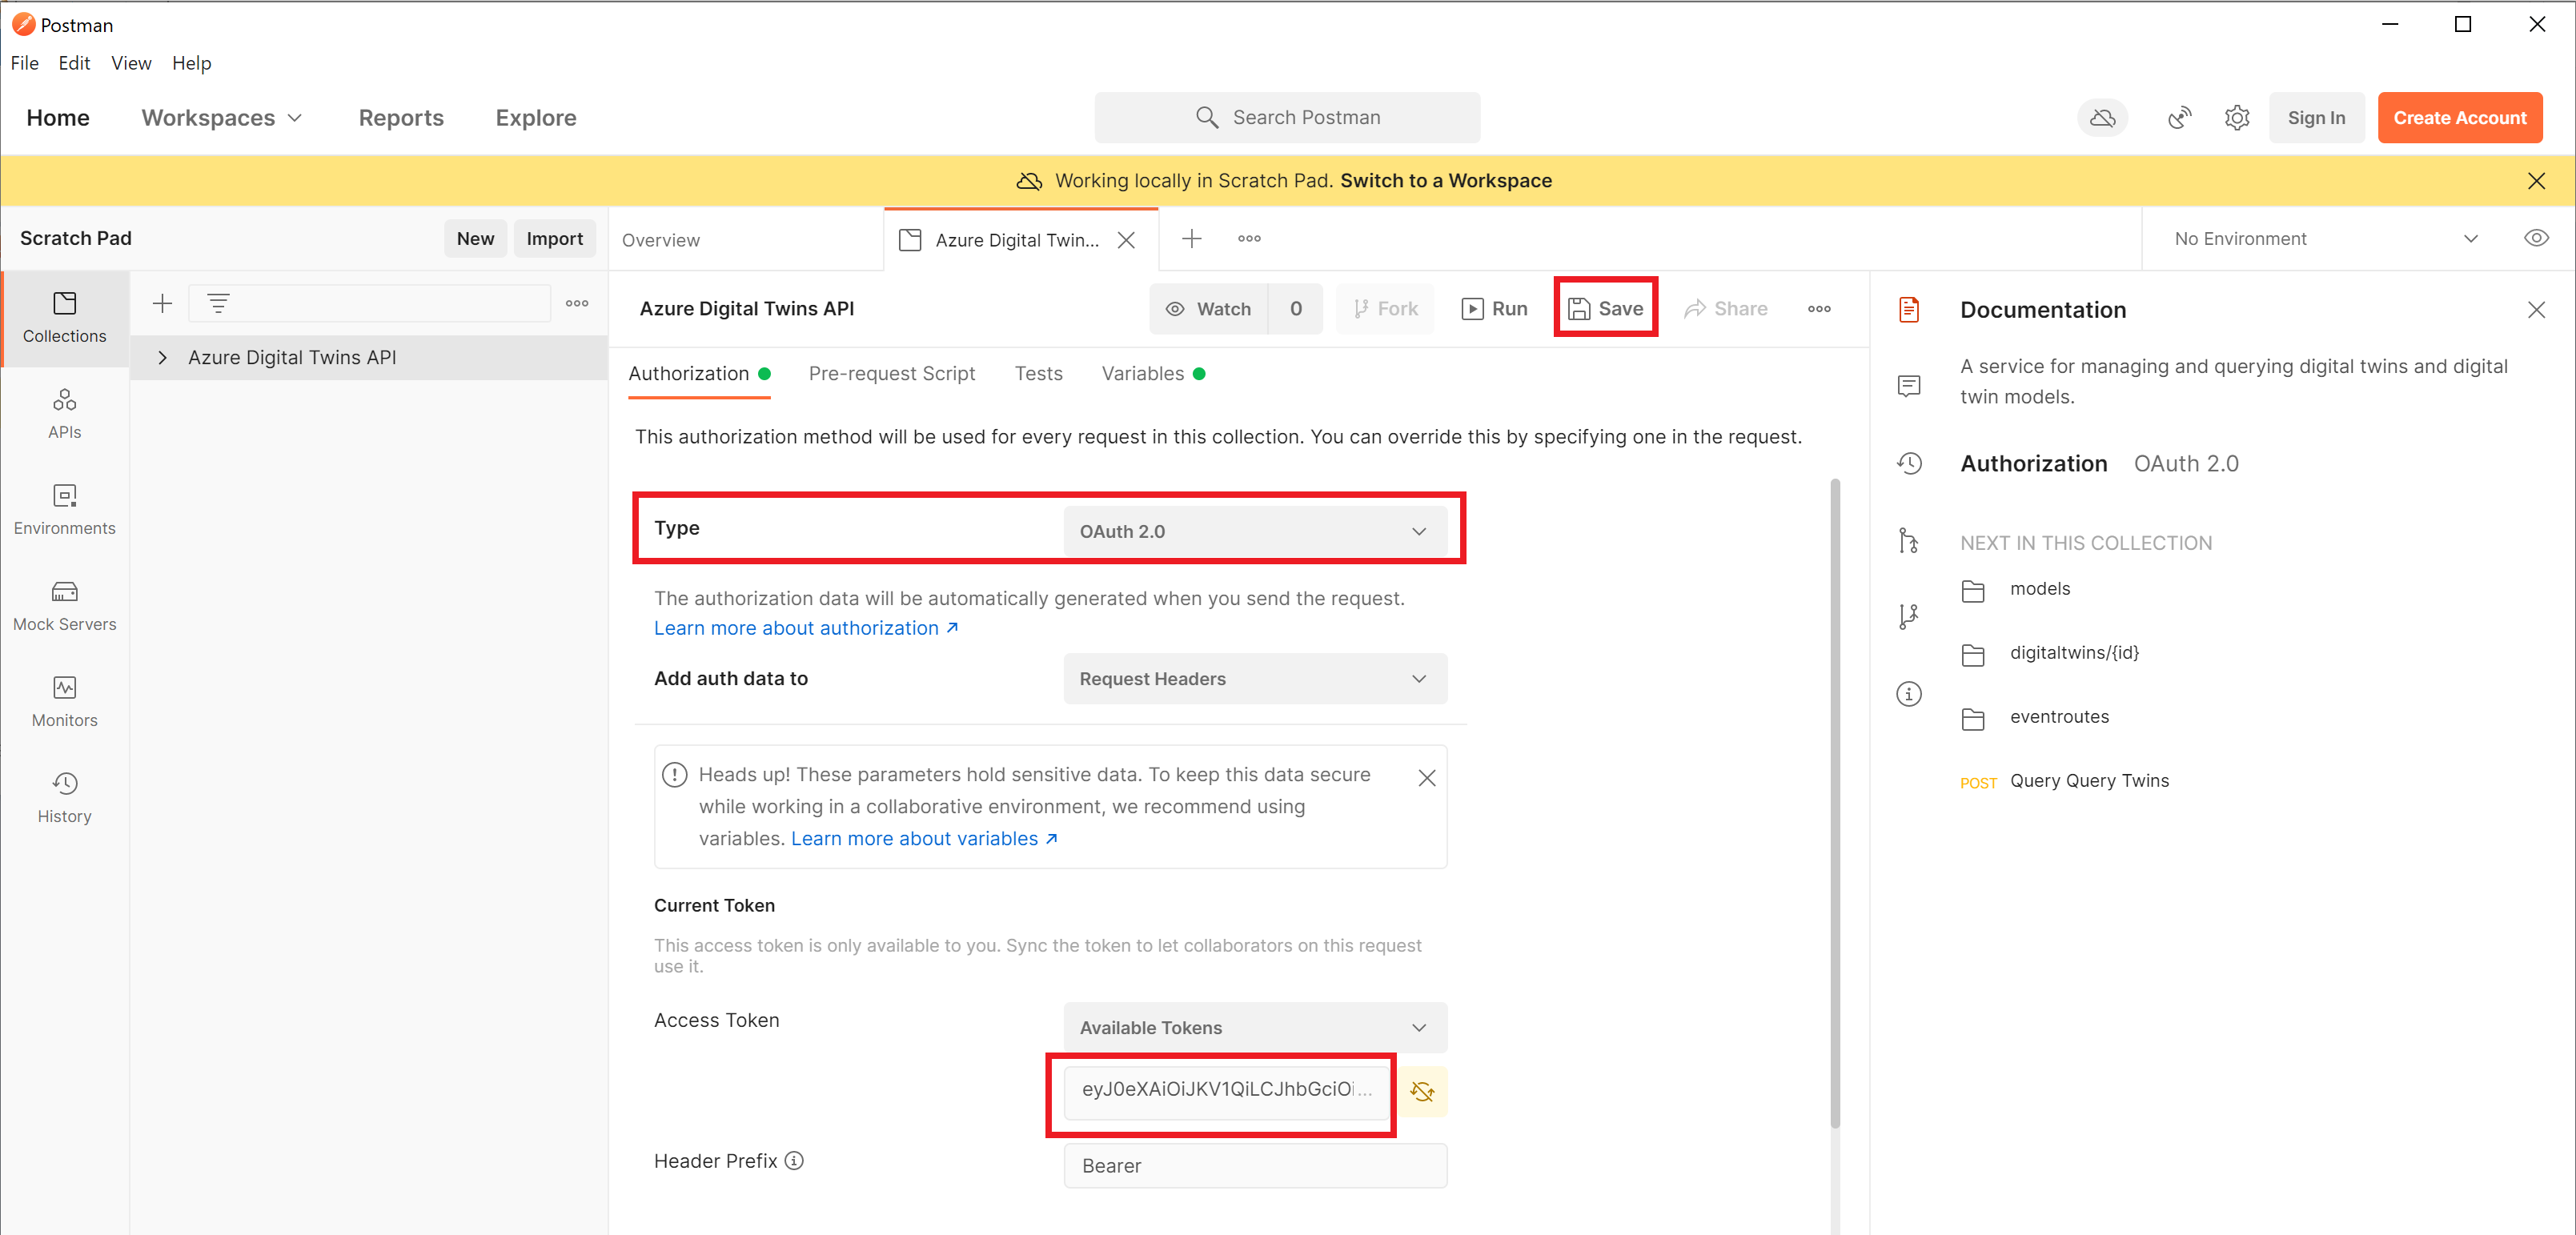 Postman
File Edit View Help
Home Workspaces Reports Explore Search Postman Sign In Create Account
Working locally in Scratch Pad. Switch to a Workspace
Scratch Pad New Import Overview Azure Digital Twin... No Environment
Collections
APIs
Environments
Mock Servers
Monitors
History
Azure Digital Twins API
Azure Digital Twins API Watch 0 Fork Run Save Share
Authorization Pre-request Script Tests Variables
This authorization method will be used for every request in this collection. You can override this by specifying one in the request.
Type OAuth 2.0
The authorization data will be automatically generated when you send the request.
Learn more about authorization ↗
Add auth data to Request Headers
Heads up! These parameters hold sensitive data. To keep this data secure
while working in a collaborative environment, we recommend using
variables. Learn more about variables ↗
Current Token
This access token is only available to you. Sync the token to let collaborators on this request
use it.
Access Token Available Tokens
eyJ0eXAiOiJKV1QiLCJhbGciOi...
Header Prefix Bearer
Documentation
A service for managing and querying digital twins and digital
twin models.
Authorization OAuth 2.0
NEXT IN THIS COLLECTION
models
digitaltwins/{id}
eventroutes
POST Query Query Twins